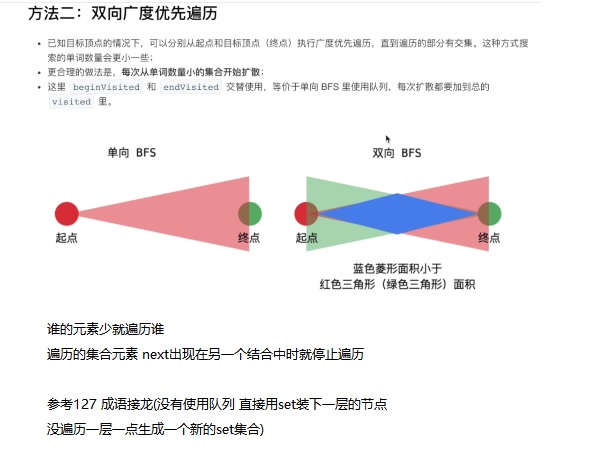 方法二：双向广度优先遍历
• 已知目标顶点的情况下，可以分别从起点和目标顶点（终点）执行广度优先遍历，直到遍历的部分有交集。这种方式搜
索的单词数量会更小一些；
• 更合理的做法是，每次从单词数量小的集合开始扩散；
• 这里 beginVisited 和 endVisited 交替使用，等价于单向 BFS 里使用队列，每次扩散都要加到总的
visited 里。
单向 BFS
双向 BFS
起点
终点
起点
终点
蓝色菱形面积小于
红色三角形（绿色三角形）面积
谁的元素少就遍历谁
遍历的集合元素 next出现在另一个结合中时就停止遍历
参考127 成语接龙(没有使用队列 直接用set装下一层的节点
没遍历一层一点生成一个新的set集合)